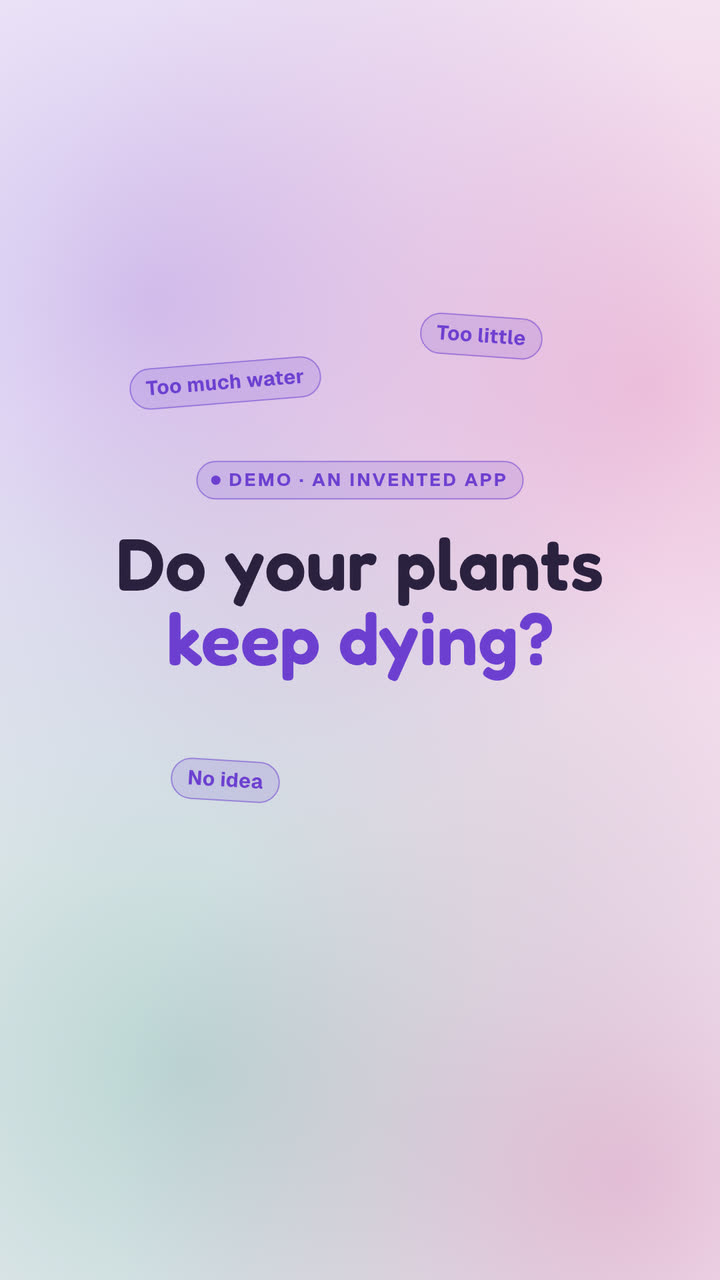 Too little
Too much water
DEMO · AN INVENTED APP
Do your plants
keep dying?
No idea